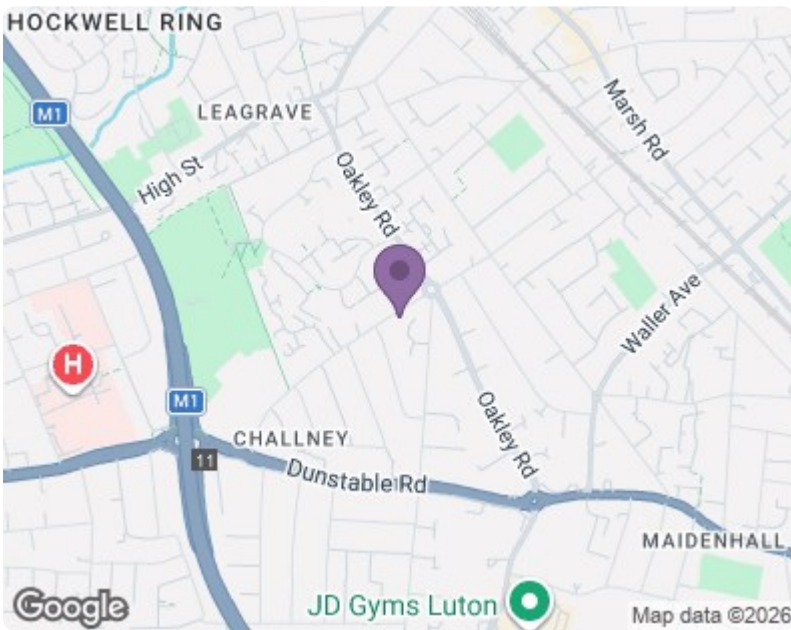 HOCKWELL RING
M1
LEAGRAVE
High St
Marsh Rd
Oakley Rd
Waller Ave
H
M1
CHALLNEY
11
Dunstable Rd
Oakley Rd
MAIDENHALL
JD Gyms Luton
Google
Map data ©2026